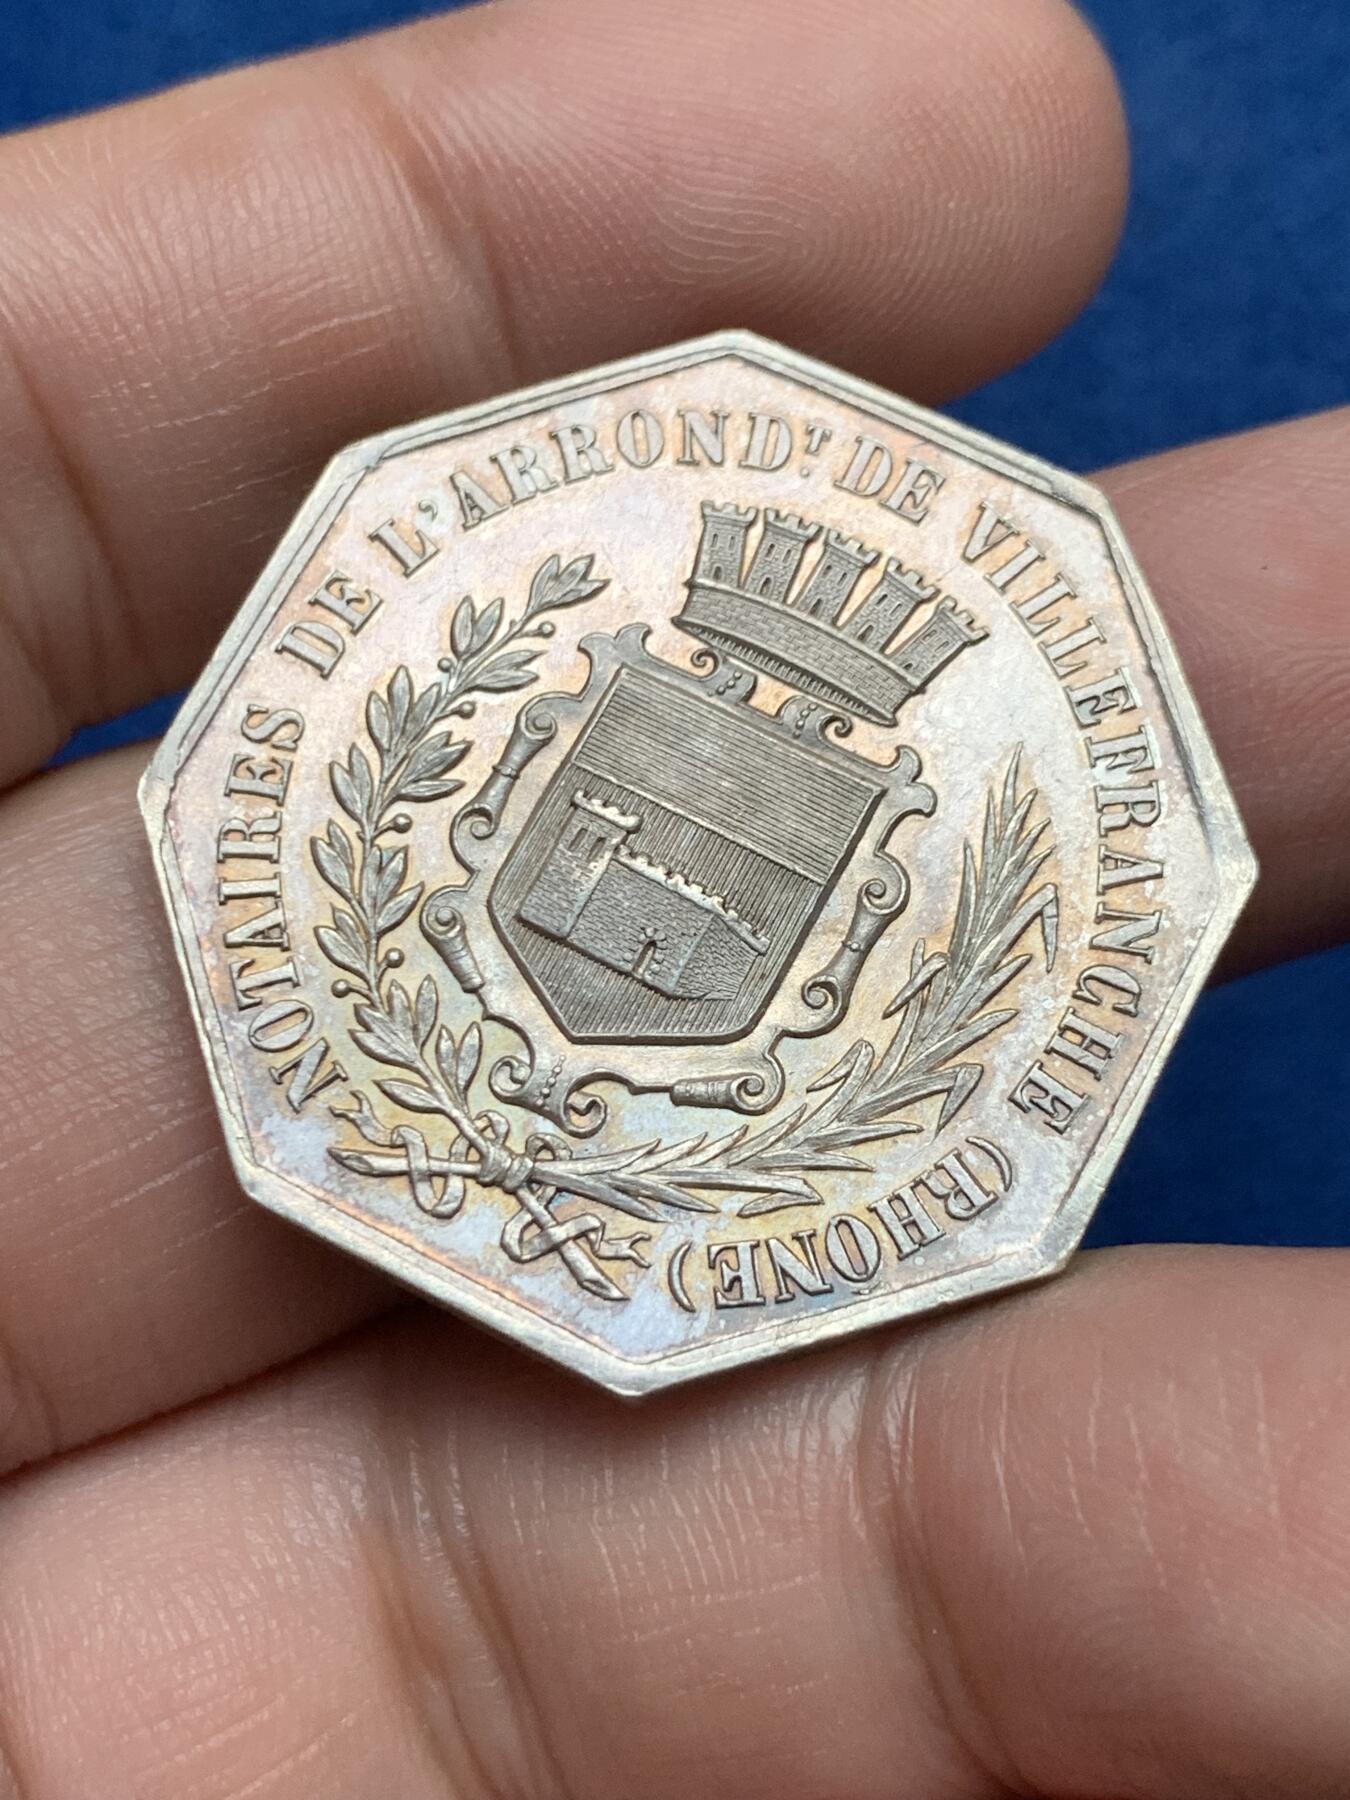 NOTAIRES DE L'ARRONDT. DE VILLEFRANCHE (RHÔNE)